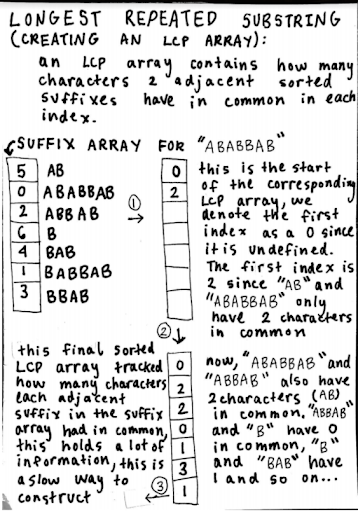 LONGEST REPEATED SUBSTRING
(CREATING AN LCP ARRAY):
an LCP array contains how many
characters 2 adjacent sorted
suffixes have in common in each
index.
SUFFIX ARRAY FOR "ABABBAB"
5 AB
0 ABABBAB
2 ABBAB
6 B
4 BAB
1 BABBAB
3 BBAB
①
0
2
this is the start
of the corresponding
LCP array, we
denote the first
index as a 0 since
it is undefined.
The first index is
2 since "AB" and
"ABABBAB" only
have 2 characters
in common
②
this final sorted
LCP array tracked
how many characters
each adjacent
suffix in the suffix
array had in common,
this holds a lot of
information, this is
a slow way to
construct
③
0
2
2
0
1
3
1
now, "ABABBAB" and
"ABBAB" also have
2 characters (AB)
in common. "ABBAB"
and "B" have 0
in common, "B"
and "BAB" have
1 and so on...